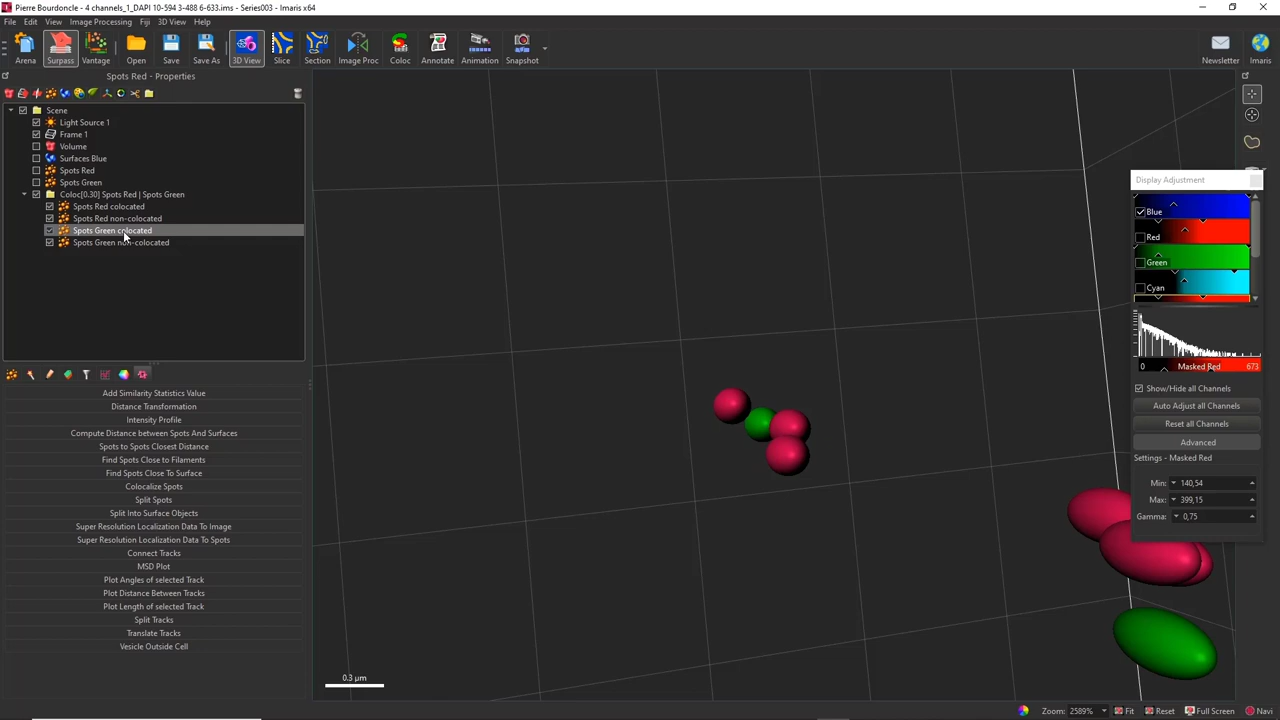 Pierre Bourdoncle - 4 channels_1_DAPI 10-594 3-488 6-633.ims - Series003 - Imaris x64
File Edit View Image Processing Fiji 3D View Help
Arena Surpass Vantage Open Save Save As 3D View Slice Section Image Proc Coloc Annotate Animation Snapshot Newsletter Imaris
Spots Red - Properties
Scene
Light Source 1
Frame 1
Volume
Surfaces Blue
Spots Red
Spots Green
Coloc[0.30] Spots Red | Spots Green
Spots Red colocated
Spots Red non-colocated
Spots Green colocated
Spots Green non-colocated
Add Similarity Statistics Value
Distance Transformation
Intensity Profile
Compute Distance between Spots And Surfaces
Spots to Spots Closest Distance
Find Spots Close to Filaments
Find Spots Close To Surface
Colocalize Spots
Split Spots
Split Into Surface Objects
Super Resolution Localization Data To Image
Super Resolution Localization Data To Spots
Connect Tracks
MSD Plot
Plot Angles of selected Track
Plot Distance Between Tracks
Plot Length of selected Track
Split Tracks
Translate Tracks
Vesicle Outside Cell
0.3 µm
Display Adjustment
Blue
Red
Green
Cyan
0 Masked Red 673
Show/Hide all Channels
Auto Adjust all Channels
Reset all Channels
Advanced
Settings - Masked Red
Min: 140,54
Max: 399,15
Gamma: 0,75
Zoom: 2589% Fit Reset Full Screen Navi